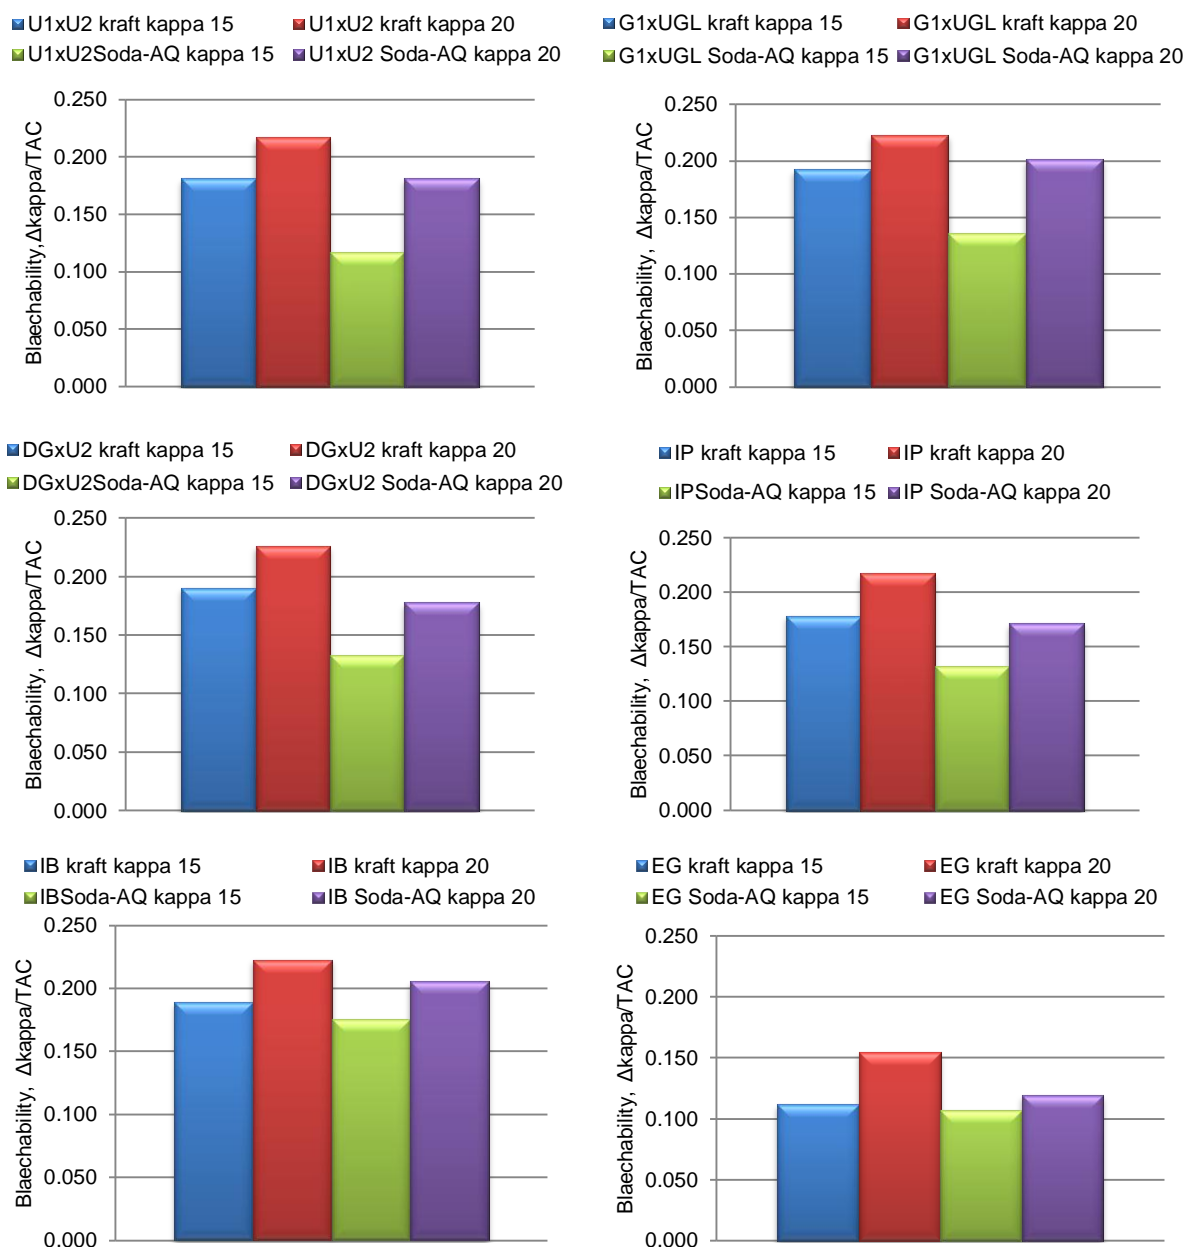 U1xU2 kraft kappa 15 U1xU2 kraft kappa 20
U1xU2Soda-AQ kappa 15 U1xU2 Soda-AQ kappa 20
Blaechability,Δkappa/TAC
0.250
0.200
0.150
0.100
0.050
0.000
G1xUGL kraft kappa 15 G1xUGL kraft kappa 20
G1xUGL Soda-AQ kappa 15 G1xUGL Soda-AQ kappa 20
Blaechability, Δkappa/TAC
0.250
0.200
0.150
0.100
0.050
0.000
DGxU2 kraft kappa 15 DGxU2 kraft kappa 20
DGxU2Soda-AQ kappa 15 DGxU2 Soda-AQ kappa 20
Blaechability, Δkappa/TAC
0.250
0.200
0.150
0.100
0.050
0.000
IP kraft kappa 15 IP kraft kappa 20
IPSoda-AQ kappa 15 IP Soda-AQ kappa 20
Blaechability, Δkappa/TAC
0.250
0.200
0.150
0.100
0.050
0.000
IB kraft kappa 15 IB kraft kappa 20
IBSoda-AQ kappa 15 IB Soda-AQ kappa 20
Blaechability, Δkappa/TAC
0.250
0.200
0.150
0.100
0.050
0.000
EG kraft kappa 15 EG kraft kappa 20
EG Soda-AQ kappa 15 EG Soda-AQ kappa 20
Blaechability, Δkappa/TAC
0.250
0.200
0.150
0.100
0.050
0.000